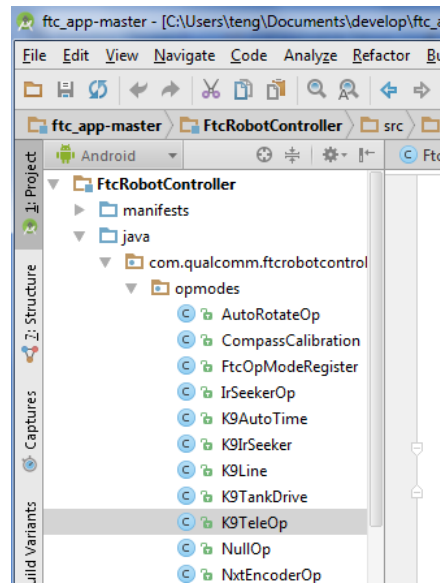 ftc_app-master - [C:\Users\teng\Documents\develop\ftc_a
File Edit View Navigate Code Analyze Refactor Bu
ftc_app-master FtcRobotController src
1: Project
Android
Ftc
FtcRobotController
manifests
java
com.qualcomm.ftcrobotcontrol
opmodes
AutoRotateOp
CompassCalibration
FtcOpModeRegister
IrSeekerOp
K9AutoTime
K9IrSeeker
K9Line
K9TankDrive
K9TeleOp
NullOp
NxtEncoderOp
7: Structure
Captures
uild Variants